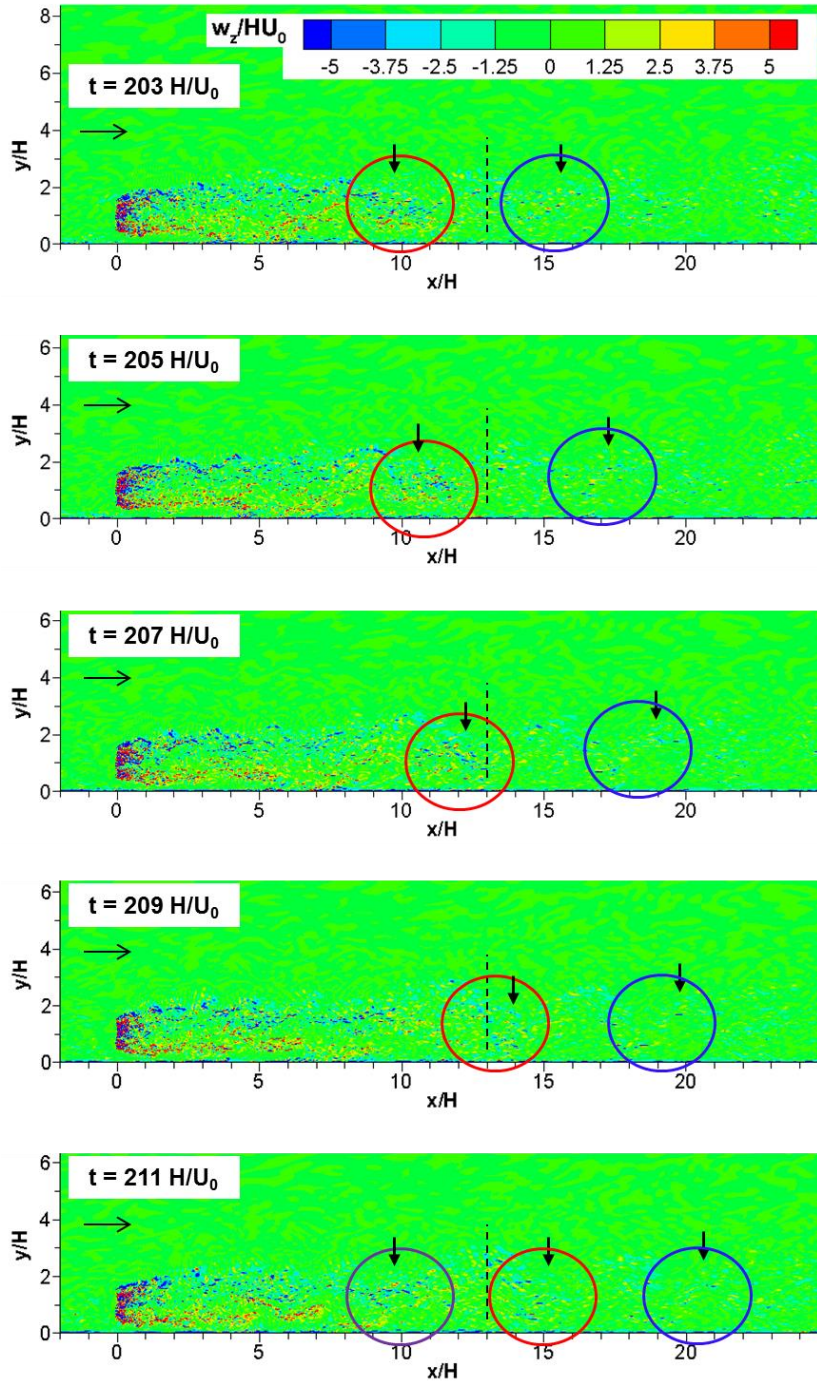 w_z/HU_0
-5 -3.75 -2.5 -1.25 0 1.25 2.5 3.75 5
t = 203 H/U_0
y/H
8
6
4
2
0
0 5 10 15 20
x/H
t = 205 H/U_0
y/H
6
4
2
0
0 5 10 15 20
x/H
t = 207 H/U_0
y/H
6
4
2
0
0 5 10 15 20
x/H
t = 209 H/U_0
y/H
6
4
2
0
0 5 10 15 20
x/H
t = 211 H/U_0
y/H
6
4
2
0
0 5 10 15 20
x/H